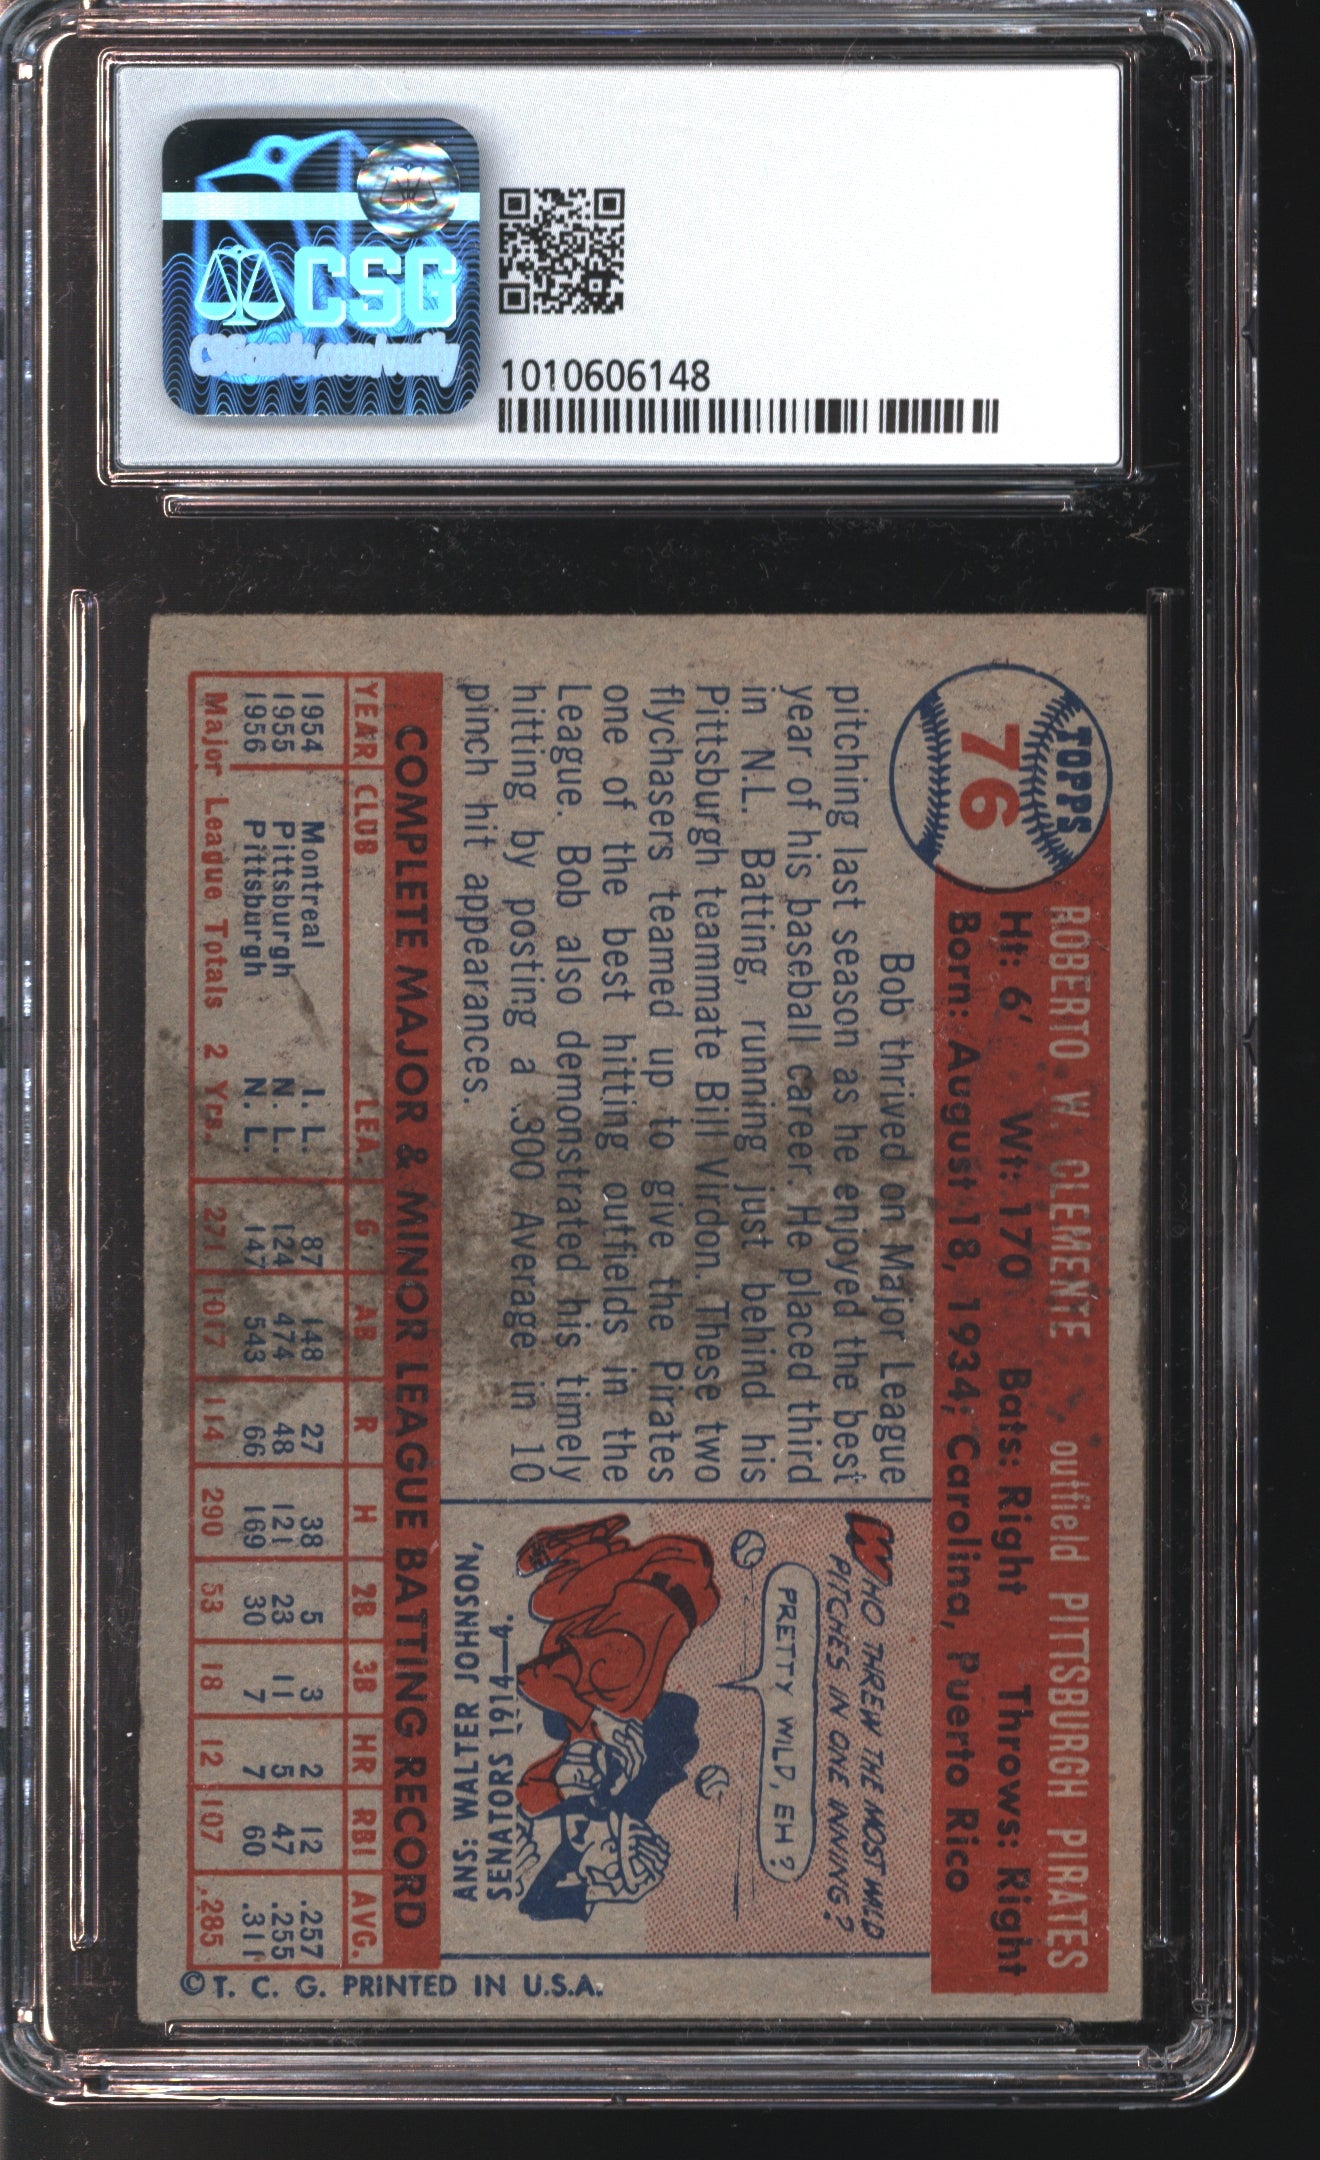 CSG
CSGcards.com/verify
1010606148
TOPPS
76
ROBERTO W. CLEMENTE outfield PITTSBURGH PIRATES
Ht: 6' Wt: 170 Bats: Right Throws: Right
Born: August 18, 1934; Carolina, Puerto Rico
Bob thrived on Major League
pitching last season as he enjoyed the best
year of his baseball career. He placed third
in N.L. Batting, running just behind his
Pittsburgh teammate Bill Virdon. These two
flychasers teamed up to give the Pirates
one of the best hitting outfields in the
League. Bob also demonstrated his timely
hitting by posting a .300 Average in 10
pinch hit appearances.
WHO THREW THE MOST WILD
PITCHES IN ONE INNING?
PRETTY WILD, EH?
ANS: WALTER JOHNSON,
SENATORS 1914—4.
COMPLETE MAJOR & MINOR LEAGUE BATTING RECORD
YEAR CLUB LEA. G AB R H 2B 3B HR RBI AVG.
1954 Montreal I. L. 87 148 27 38 5 3 2 12 .257
1955 Pittsburgh N. L. 124 474 48 121 23 11 5 47 .255
1956 Pittsburgh N. L. 147 543 66 169 30 7 7 60 .311
Major League Totals 2 Yrs. 271 1017 114 290 53 18 12 107 .285
© T. C. G. PRINTED IN U.S.A.